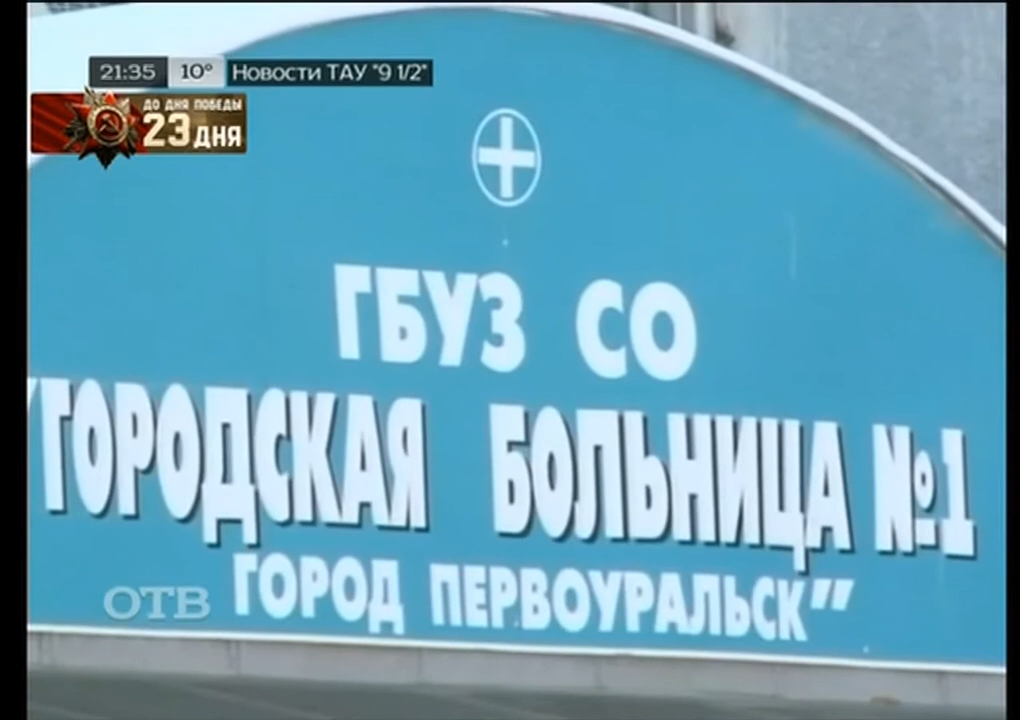 21:35 10° Новости ТАУ "9 1/2"
ДО ДНЯ ПОБЕДЫ
23 ДНЯ
ГБУЗ СО
"ГОРОДСКАЯ БОЛЬНИЦА №1
ГОРОД ПЕРВОУРАЛЬСК"
ОТВ